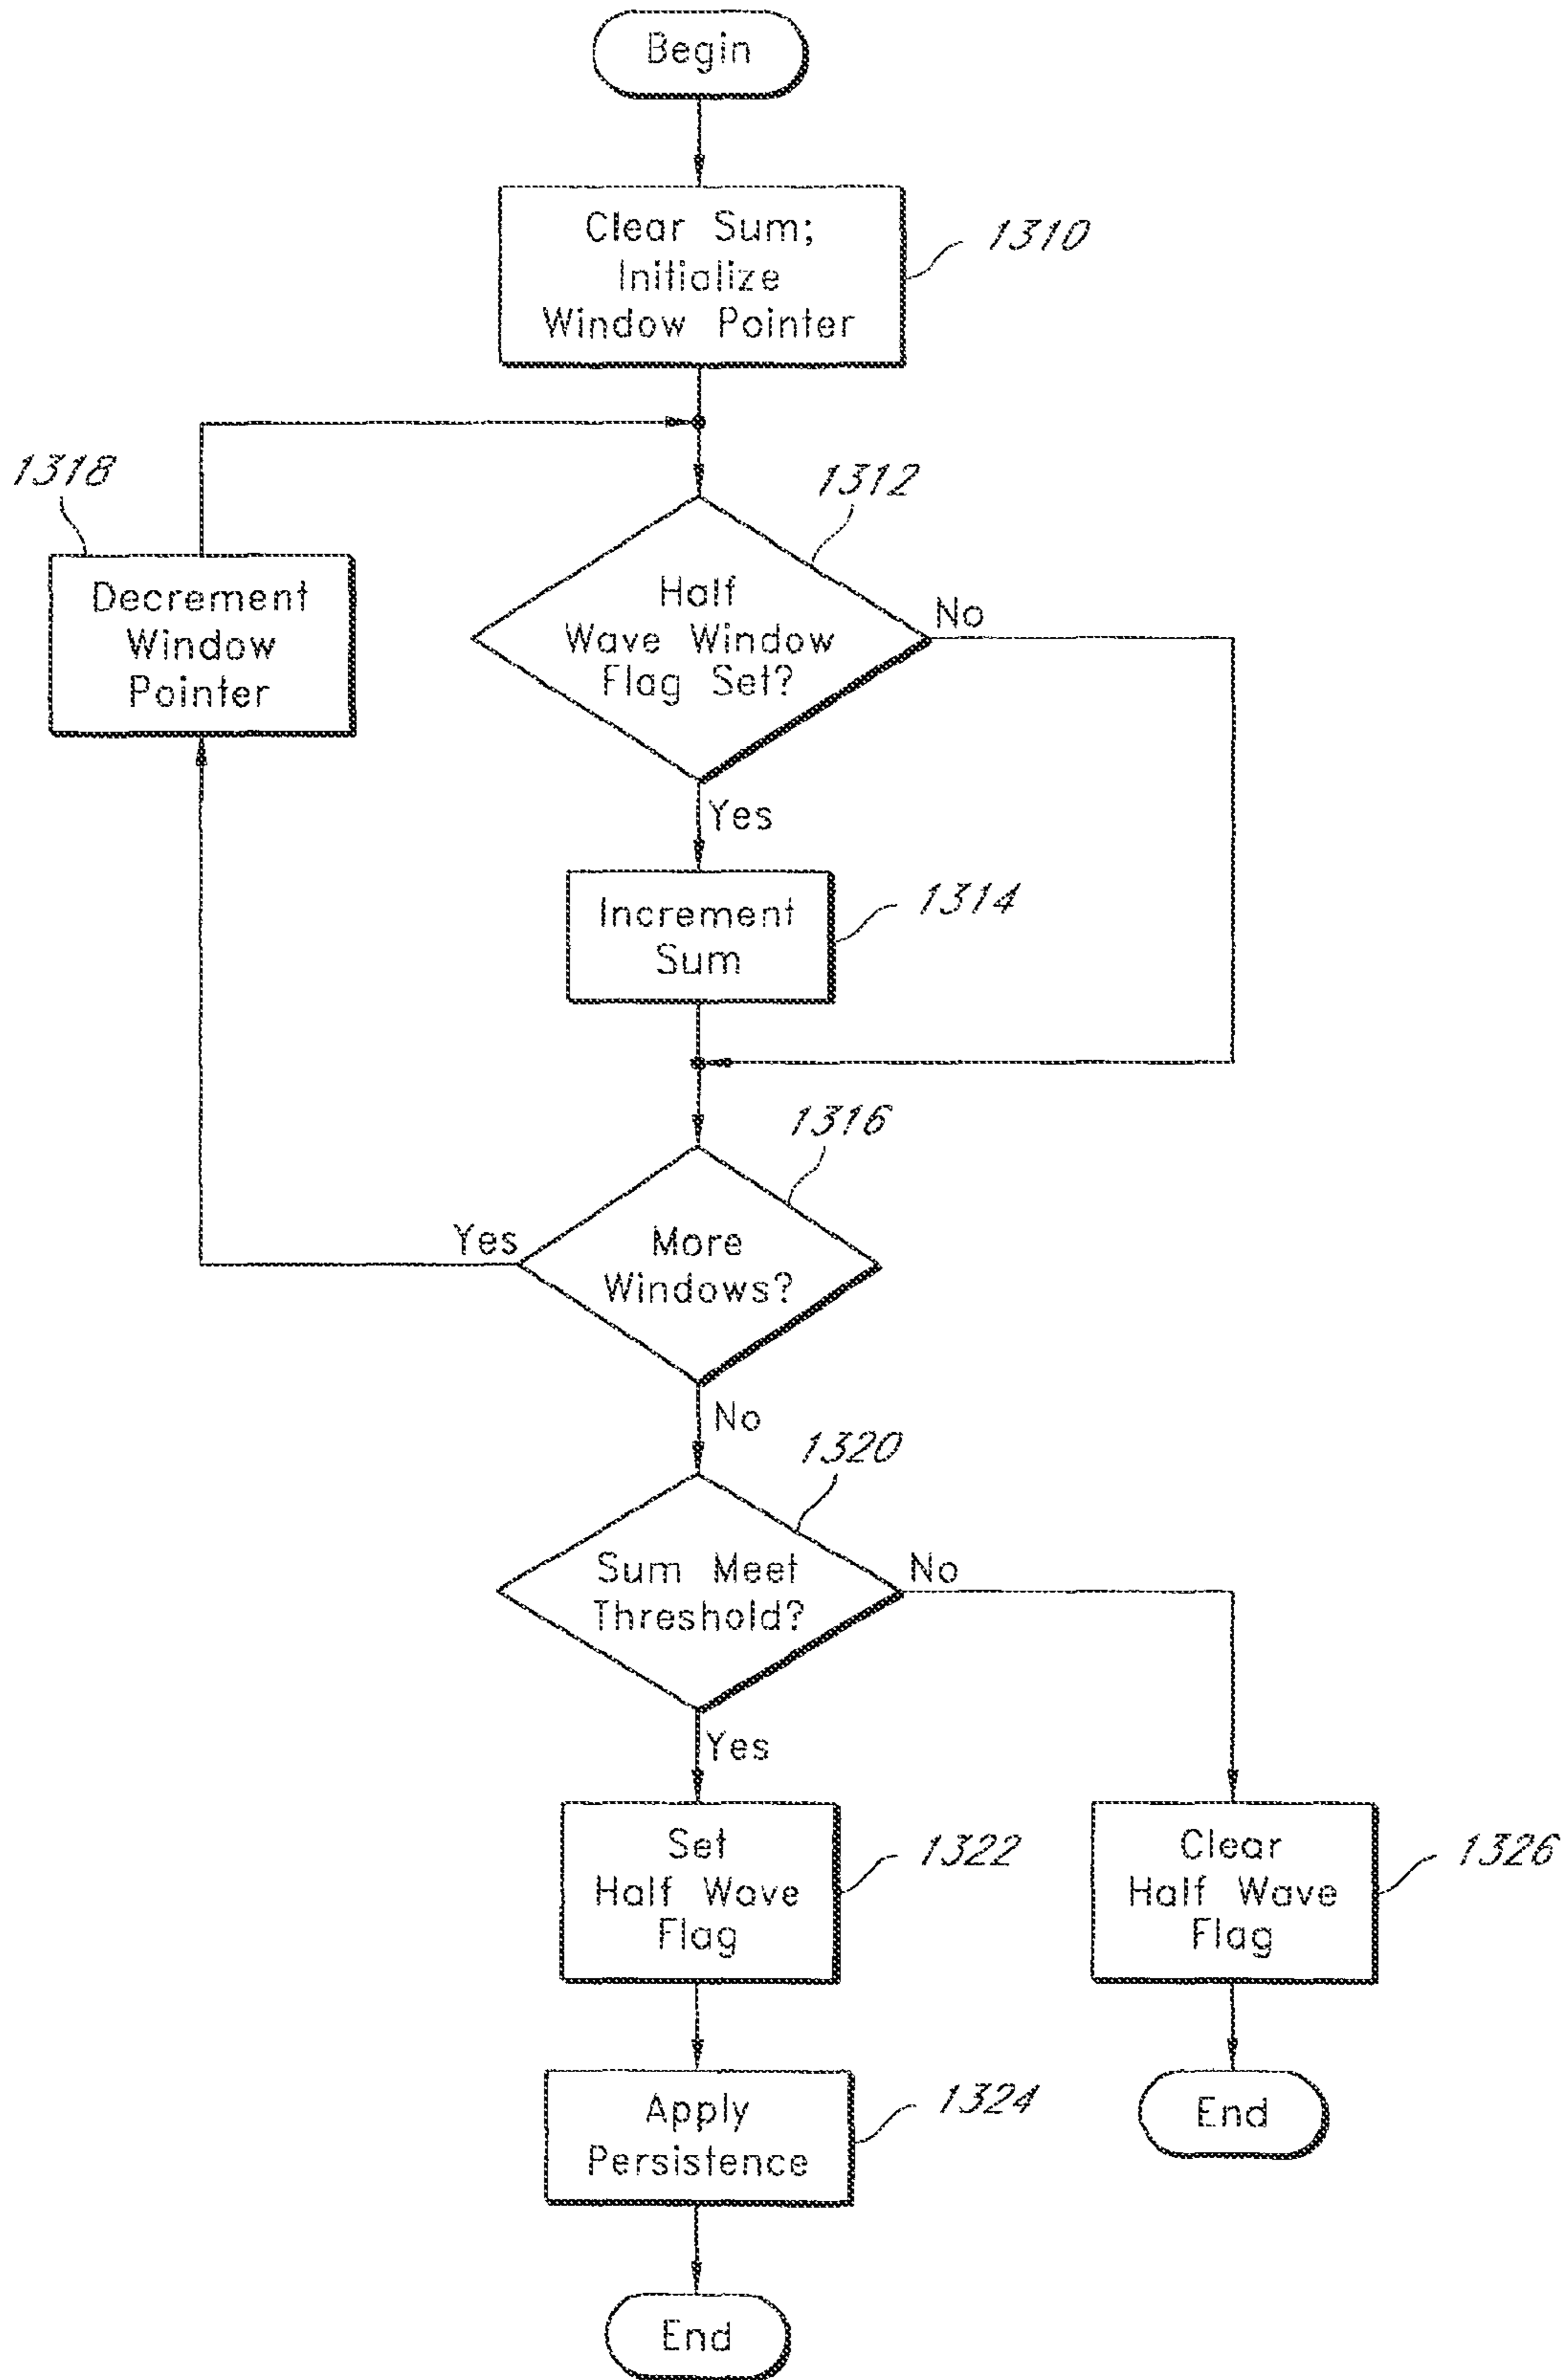 Begin
Clear Sum;
Initialize
Window Pointer
1310
1318
Decrement
Window
Pointer
1312
Half
Wave Window
Flag Set?
No
Yes
Increment
Sum
1314
1316
More
Windows?
Yes
No
1320
Sum Meet
Threshold?
No
Yes
Set
Half Wave
Flag
1322
Clear
Half Wave
Flag
1326
Apply
Persistence
1324
End
End